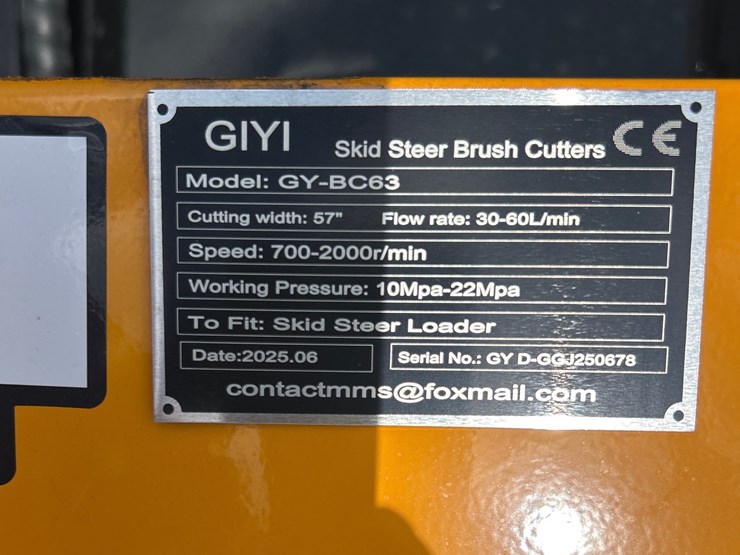 GIYI Skid Steer Brush Cutters CE
Model: GY-BC63
Cutting width: 57" Flow rate: 30-60L/min
Speed: 700-2000r/min
Working Pressure: 10Mpa-22Mpa
To Fit: Skid Steer Loader
Date:2025.06 Serial No.: GY D-GGJ250678
contactmms@foxmail.com